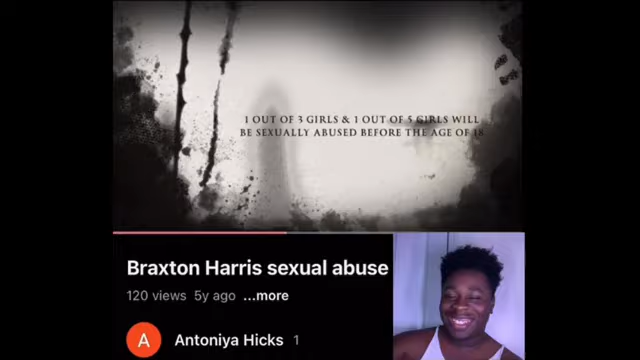 1 OUT OF 3 GIRLS & 1 OUT OF 5 GIRLS WILL
BE SEXUALLY ABUSED BEFORE THE AGE OF 18
Braxton Harris sexual abuse
120 views 5y ago ...more
A Antoniya Hicks 1